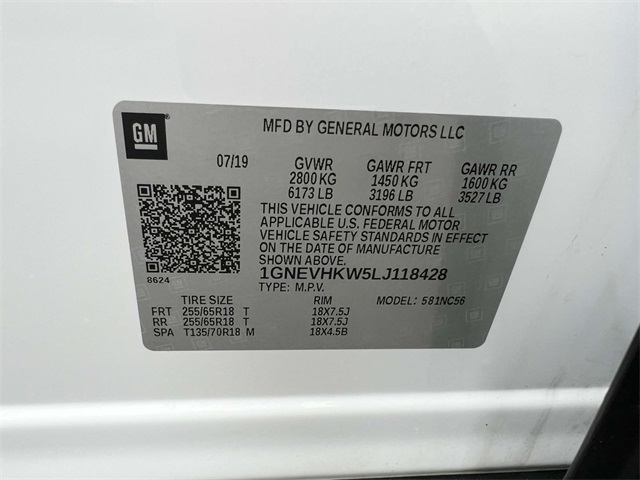 GM
MFD BY GENERAL MOTORS LLC
07/19 GVWR GAWR FRT GAWR RR
2800 KG 1450 KG 1600 KG
6173 LB 3196 LB 3527 LB
THIS VEHICLE CONFORMS TO ALL
APPLICABLE U.S. FEDERAL MOTOR
VEHICLE SAFETY STANDARDS IN EFFECT
ON THE DATE OF MANUFACTURE
SHOWN ABOVE.
8624
1GNEVHKW5LJ118428
TYPE: M.P.V.
TIRE SIZE RIM MODEL: 581NC56
FRT 255/65R18 T 18X7.5J
RR 255/65R18 T 18X7.5J
SPA T135/70R18 M 18X4.5B